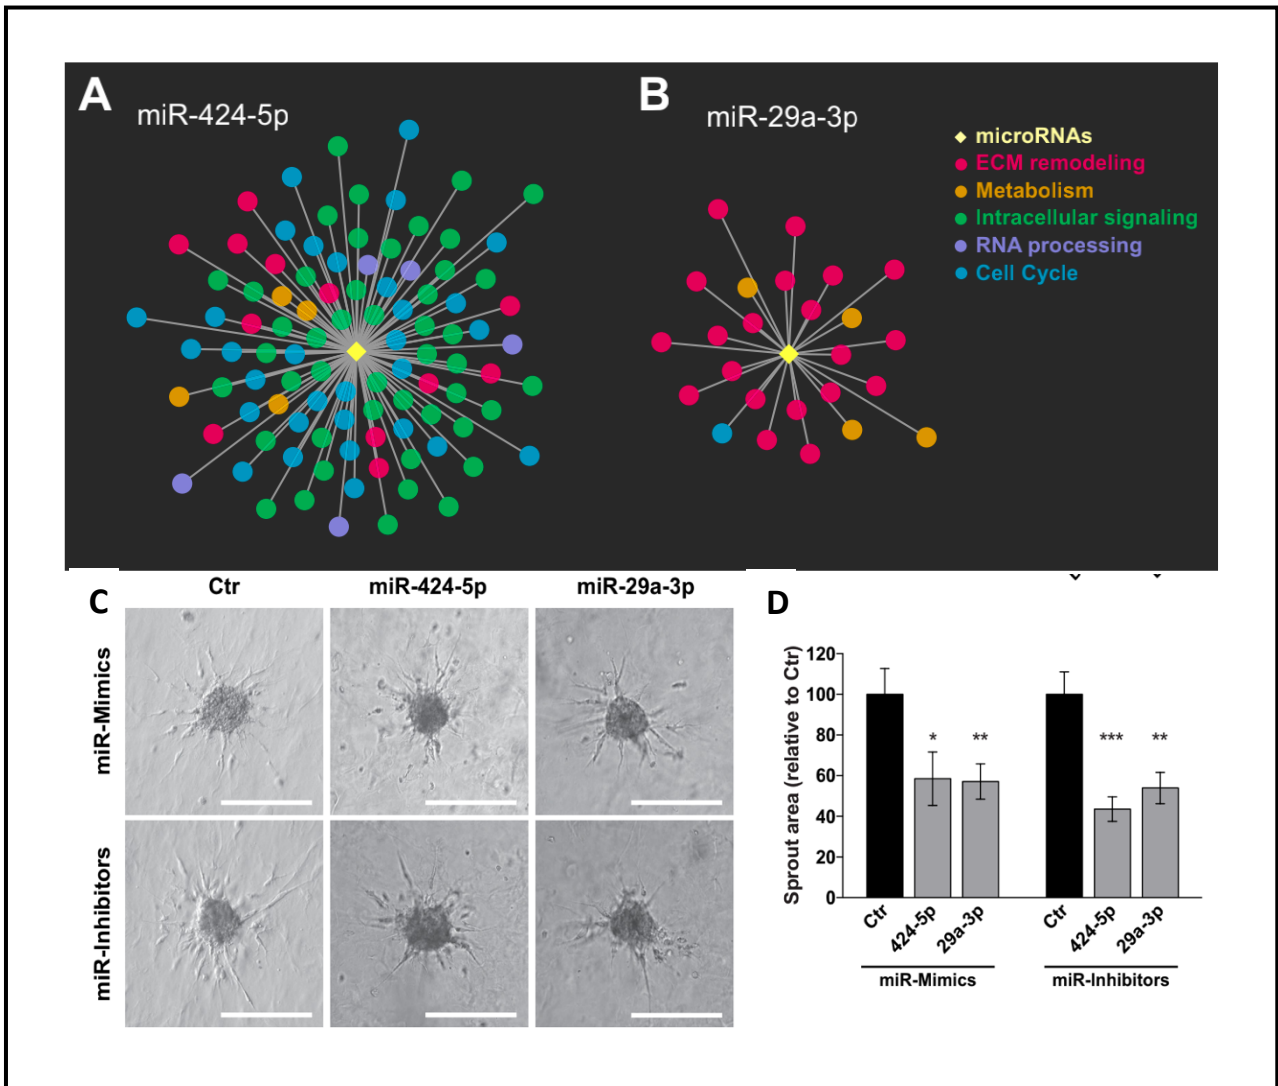 A
miR-424-5p
B
miR-29a-3p
microRNAs
ECM remodeling
Metabolism
Intracellular signaling
RNA processing
Cell Cycle
C
Ctr
miR-424-5p
miR-29a-3p
miR-Mimics
miR-Inhibitors
D
Sprout area (relative to Ctr)
120
100
80
60
40
20
0
*
**
***
**
Ctr
424-5p
29a-3p
Ctr
424-5p
29a-3p
miR-Mimics
miR-Inhibitors